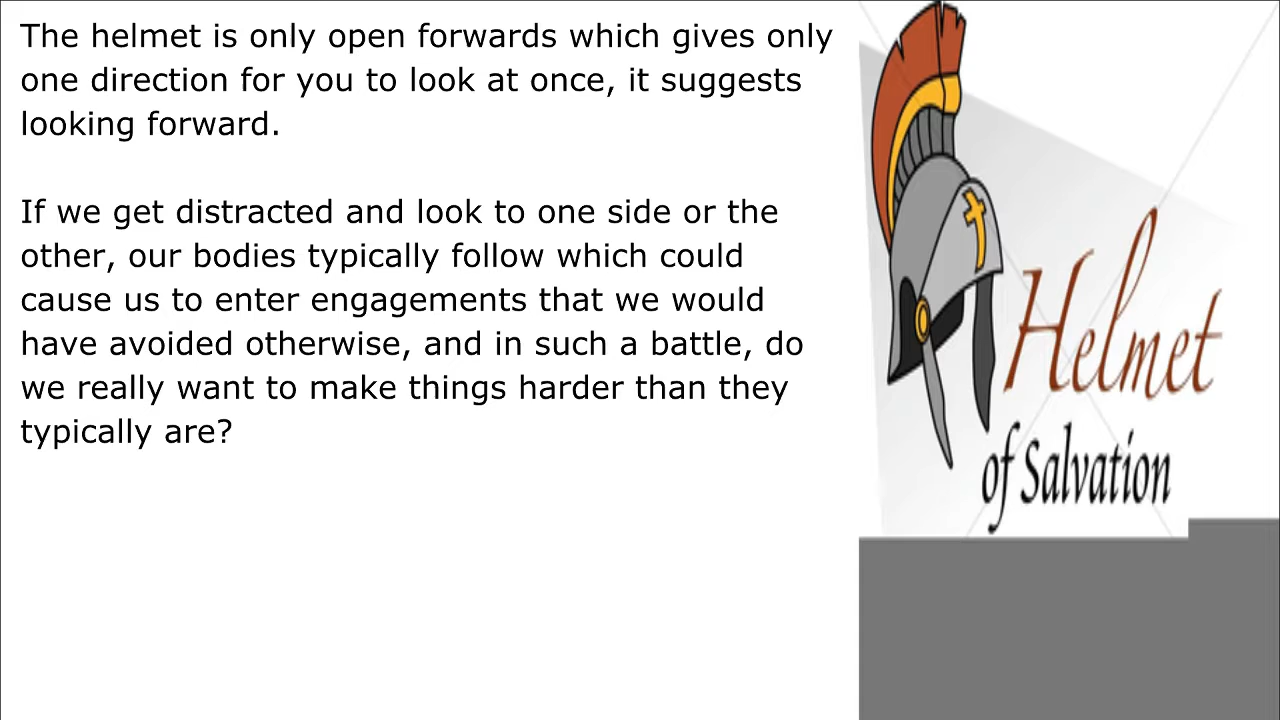 The helmet is only open forwards which gives only
one direction for you to look at once, it suggests
looking forward.
If we get distracted and look to one side or the
other, our bodies typically follow which could
cause us to enter engagements that we would
have avoided otherwise, and in such a battle, do
we really want to make things harder than they
typically are?
Helmet
of Salvation